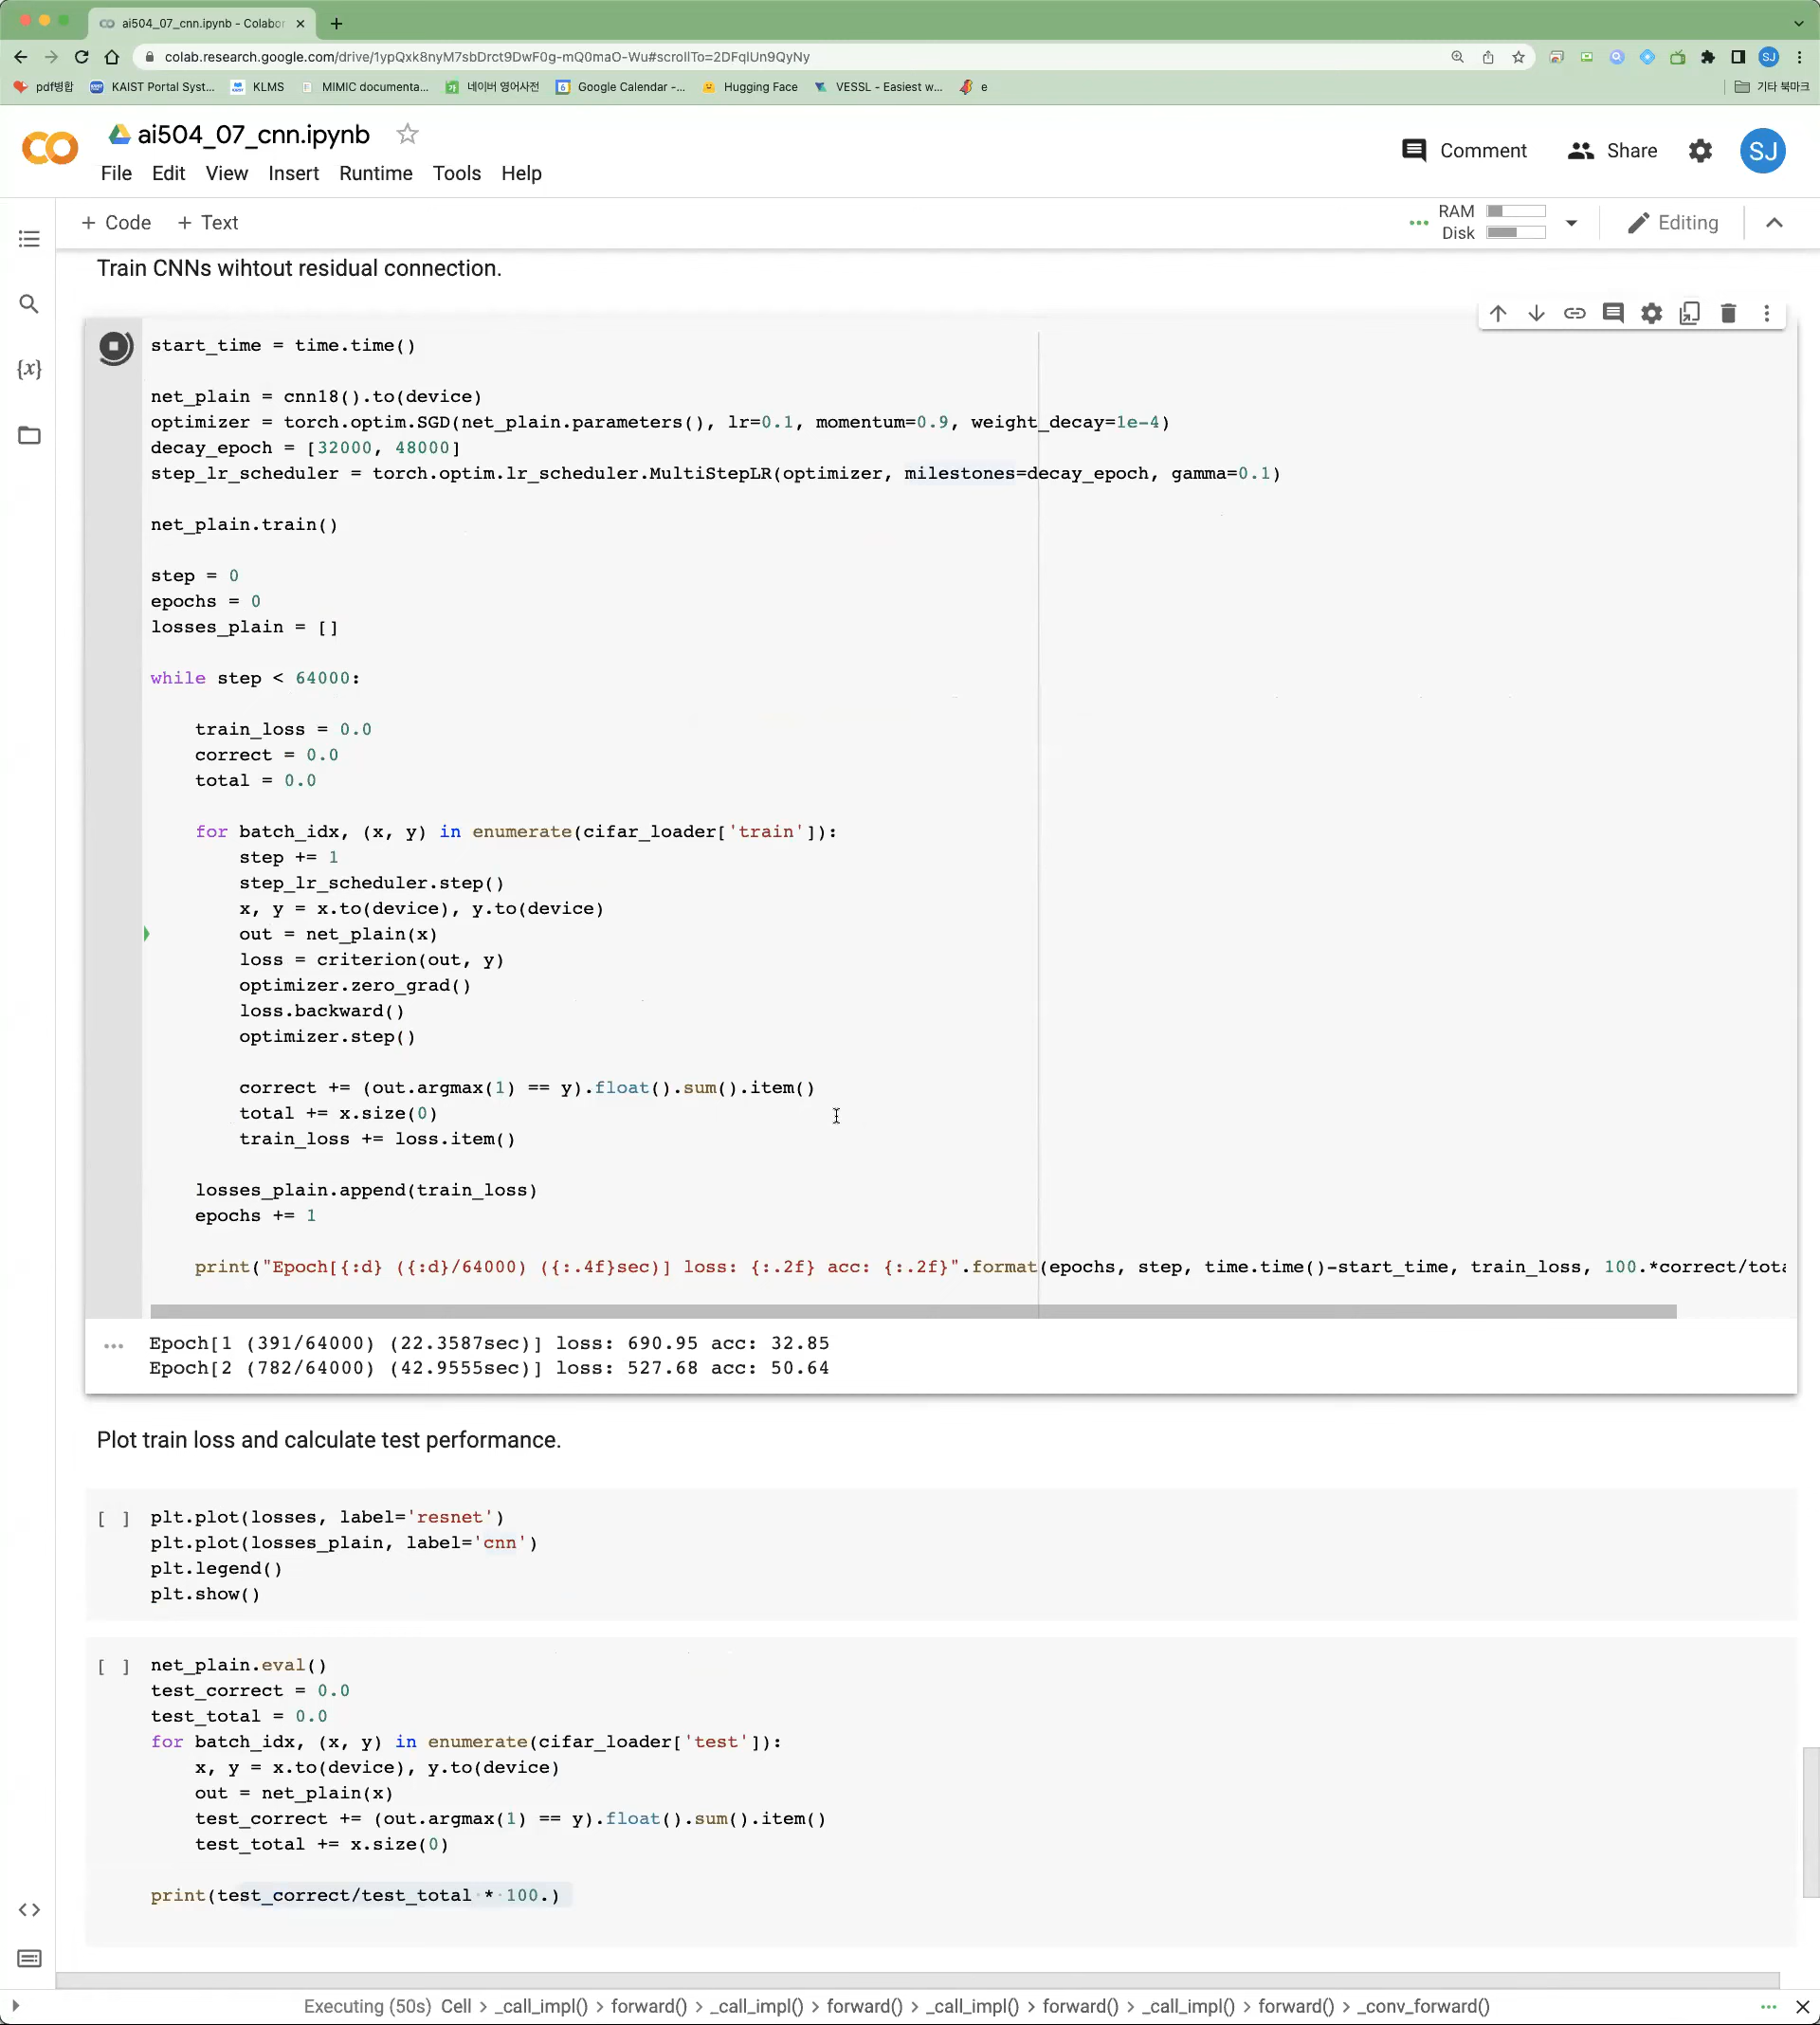 ai504_07_cnn.ipynb - Colabor
colab.research.google.com/drive/1ypQxk8nyM7sbDrct9DwF0g-mQ0maO-Wu#scrollTo=2DFqlUn9QyNy
pdf병합 KAIST Portal Syst... KLMS MIMIC documenta... 네이버 영어사전 Google Calendar -... Hugging Face VESSL - Easiest w... e 기타 북마크
ai504_07_cnn.ipynb
Comment Share SJ
File Edit View Insert Runtime Tools Help
+ Code + Text RAM Disk Editing
Train CNNs wihtout residual connection.
start_time = time.time()
net_plain = cnn18().to(device)
optimizer = torch.optim.SGD(net_plain.parameters(), lr=0.1, momentum=0.9, weight_decay=1e-4)
decay_epoch = [32000, 48000]
step_lr_scheduler = torch.optim.lr_scheduler.MultiStepLR(optimizer, milestones=decay_epoch, gamma=0.1)
net_plain.train()
step = 0
epochs = 0
losses_plain = []
while step < 64000:
train_loss = 0.0
correct = 0.0
total = 0.0
for batch_idx, (x, y) in enumerate(cifar_loader['train']):
step += 1
step_lr_scheduler.step()
x, y = x.to(device), y.to(device)
out = net_plain(x)
loss = criterion(out, y)
optimizer.zero_grad()
loss.backward()
optimizer.step()
correct += (out.argmax(1) == y).float().sum().item()
total += x.size(0)
train_loss += loss.item()
losses_plain.append(train_loss)
epochs += 1
print("Epoch[{:d} ({:d}/64000) ({:.4f}sec)] loss: {:.2f} acc: {:.2f}".format(epochs, step, time.time()-start_time, train_loss, 100.*correct/tota
Epoch[1 (391/64000) (22.3587sec)] loss: 690.95 acc: 32.85
Epoch[2 (782/64000) (42.9555sec)] loss: 527.68 acc: 50.64
Plot train loss and calculate test performance.
[ ] plt.plot(losses, label='resnet')
plt.plot(losses_plain, label='cnn')
plt.legend()
plt.show()
[ ] net_plain.eval()
test_correct = 0.0
test_total = 0.0
for batch_idx, (x, y) in enumerate(cifar_loader['test']):
x, y = x.to(device), y.to(device)
out = net_plain(x)
test_correct += (out.argmax(1) == y).float().sum().item()
test_total += x.size(0)
print(test_correct/test_total * 100.)
Executing (50s) Cell > _call_impl() > forward() > _call_impl() > forward() > _call_impl() > forward() > _call_impl() > forward() > _conv_forward()